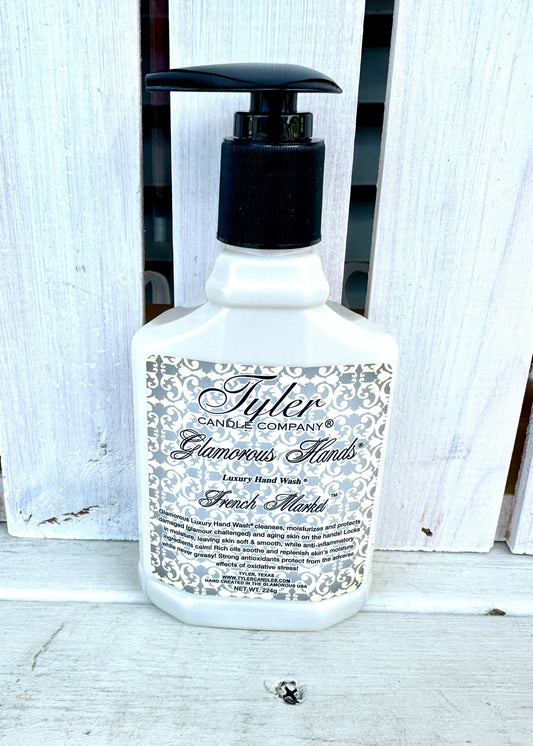 Tyler
CANDLE COMPANY®
Glamorous Hands®
Luxury Hand Wash®
French Market™
Glamorous Luxury Hand Wash® cleanses, moisturizes and protects
damaged (glamour challenged) and aging skin on the hands! Locks
in moisture, leaving skin soft & smooth, while anti-inflammatory
ingredients calm! Rich oils soothe and replenish skin's moisture
while never greasy! Strong antioxidants protect from the adverse
effects of oxidative stress!
TYLER, TEXAS
WWW.TYLERCANDLES.COM
HAND CREATED IN THE GLAMOROUS USA
NET WT. 224g